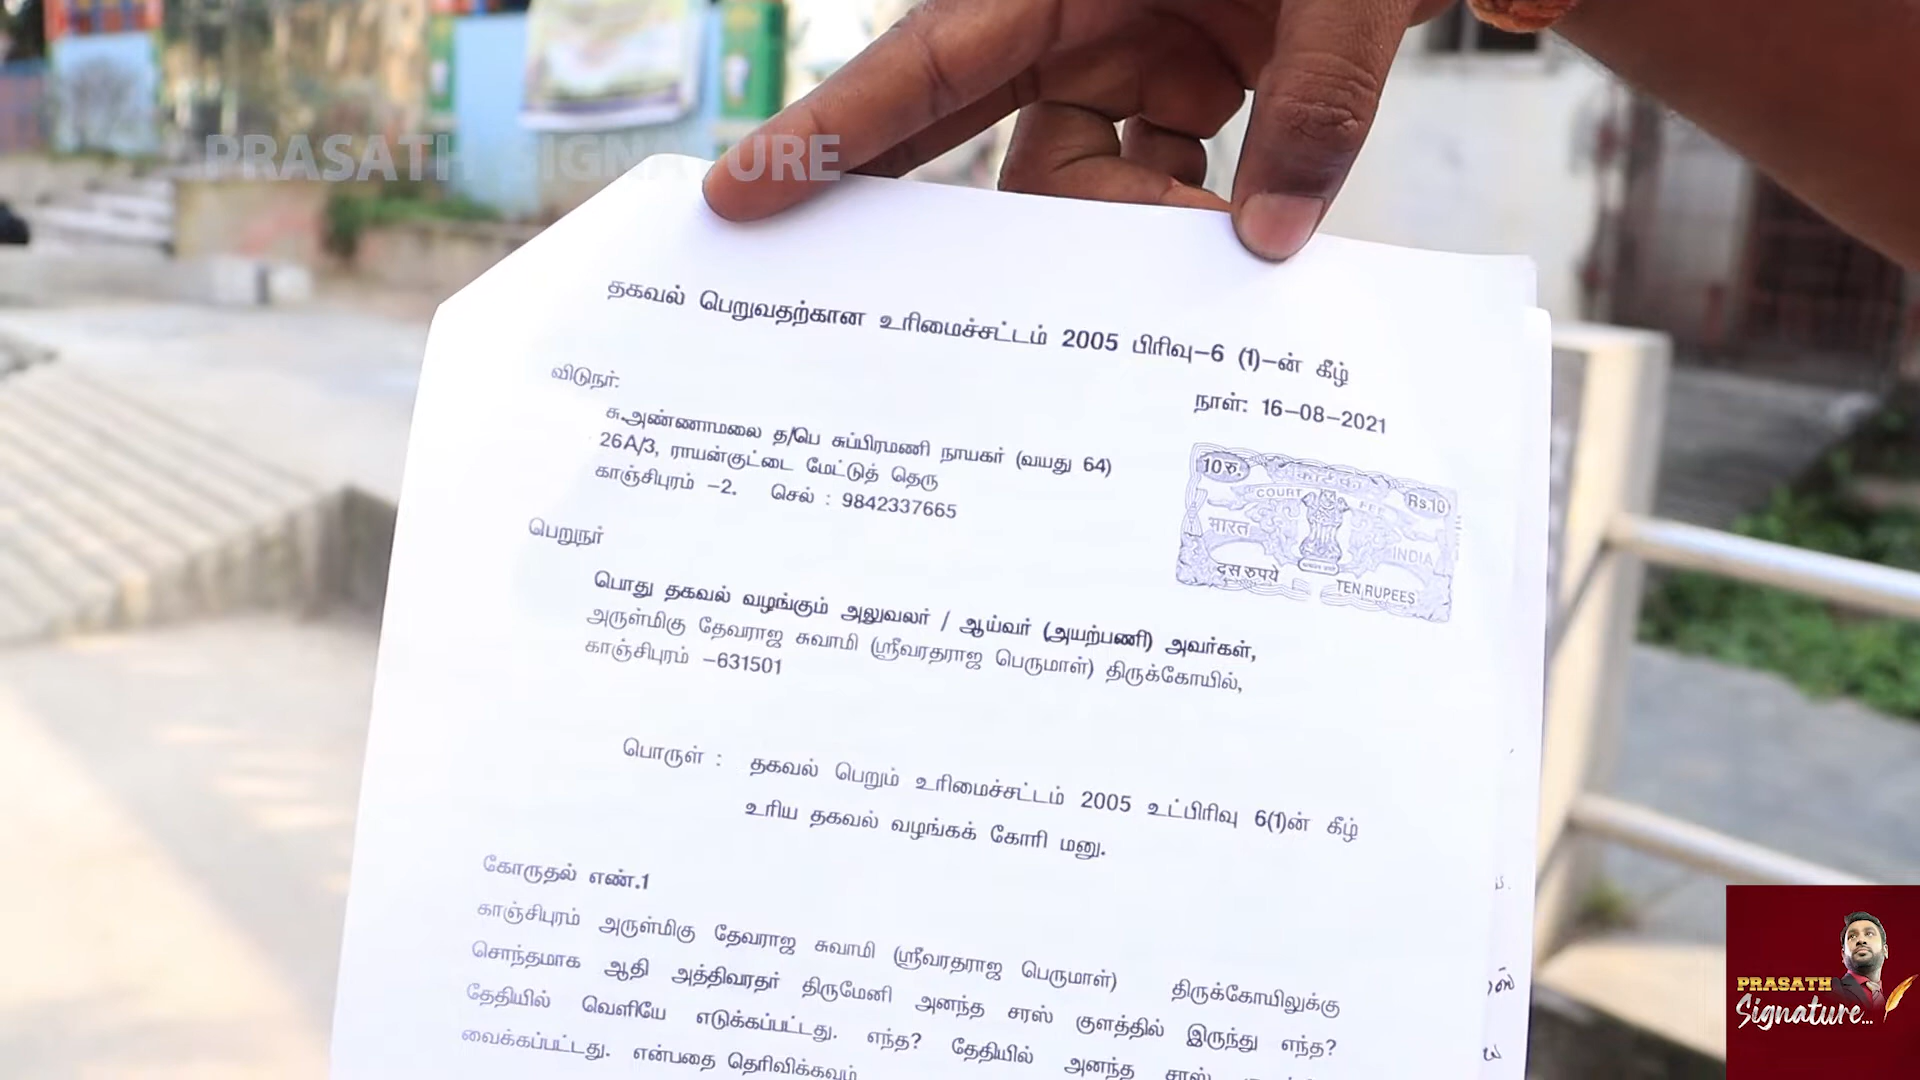 PRASATH SIGNATURE
தகவல் பெறுவதற்கான உரிமைச்சட்டம் 2005 பிரிவு–6 (1)–ன் கீழ்
விடுநர்:
நாள்: 16–08–2021
சு.அண்ணாமலை த/பெ சுப்பிரமணி நாயகர் (வயது 64)
26A/3, ராயன்குட்டை மேட்டுத் தெரு
காஞ்சிபுரம் –2. செல் : 9842337665
10रु. Rs.10
COURT FEE
भारत INDIA
दस रुपये TEN RUPEES
பெறுநர்
பொது தகவல் வழங்கும் அலுவலர் / ஆய்வர் (அயற்பணி) அவர்கள்,
அருள்மிகு தேவராஜ சுவாமி (ஸ்ரீவரதராஜ பெருமாள்) திருக்கோயில்,
காஞ்சிபுரம் –631501
பொருள் : தகவல் பெறும் உரிமைச்சட்டம் 2005 உட்பிரிவு 6(1)ன் கீழ்
உரிய தகவல் வழங்கக் கோரி மனு.
கோருதல் எண்.1
காஞ்சிபுரம் அருள்மிகு தேவராஜ சுவாமி (ஸ்ரீவரதராஜ பெருமாள்) திருக்கோயிலுக்கு
சொந்தமாக ஆதி அத்திவரதர் திருமேனி அனந்த சரஸ் குளத்தில் இருந்து எந்த?
தேதியில் வெளியே எடுக்கப்பட்டது. எந்த? தேதியில் அனந்த சரஸ்
வைக்கப்பட்டது. என்பதை தெரிவிக்கவும்
PRASATH
Signature...